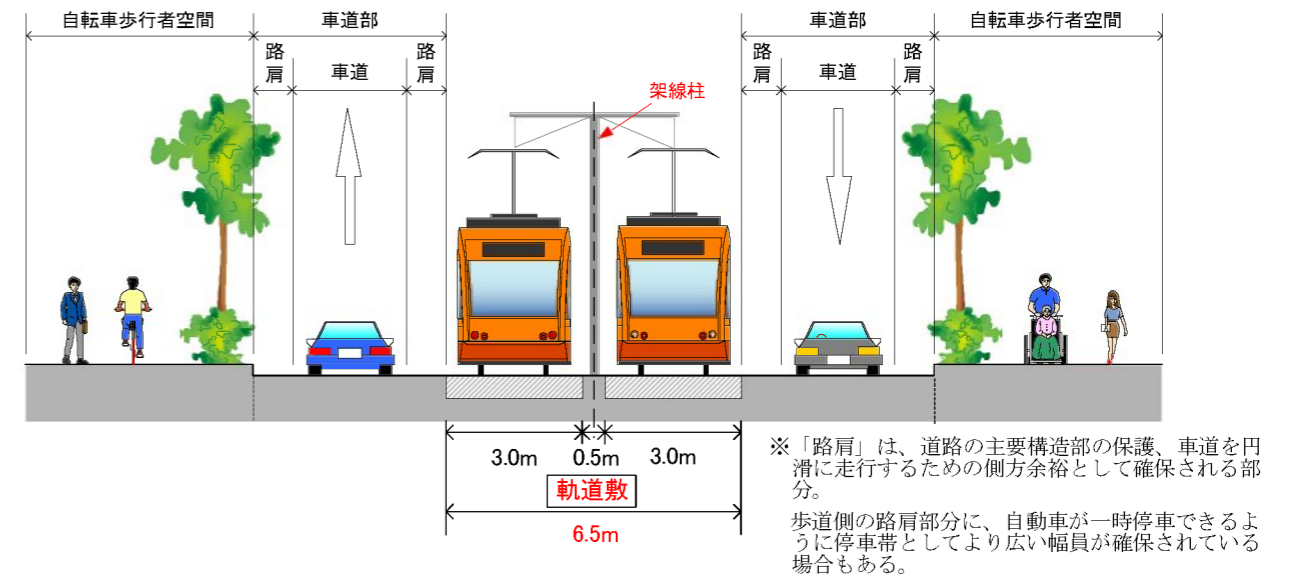 自転車歩行者空間
車道部
車道部
自転車歩行者空間
路肩
車道
路肩
路肩
車道
路肩
架線柱
3.0m
0.5m
3.0m
軌道敷
6.5m
※「路肩」は、道路の主要構造部の保護、車道を円
滑に走行するための側方余裕として確保される部
分。
歩道側の路肩部分に、自動車が一時停車できるよ
うに停車帯としてより広い幅員が確保されている
場合もある。